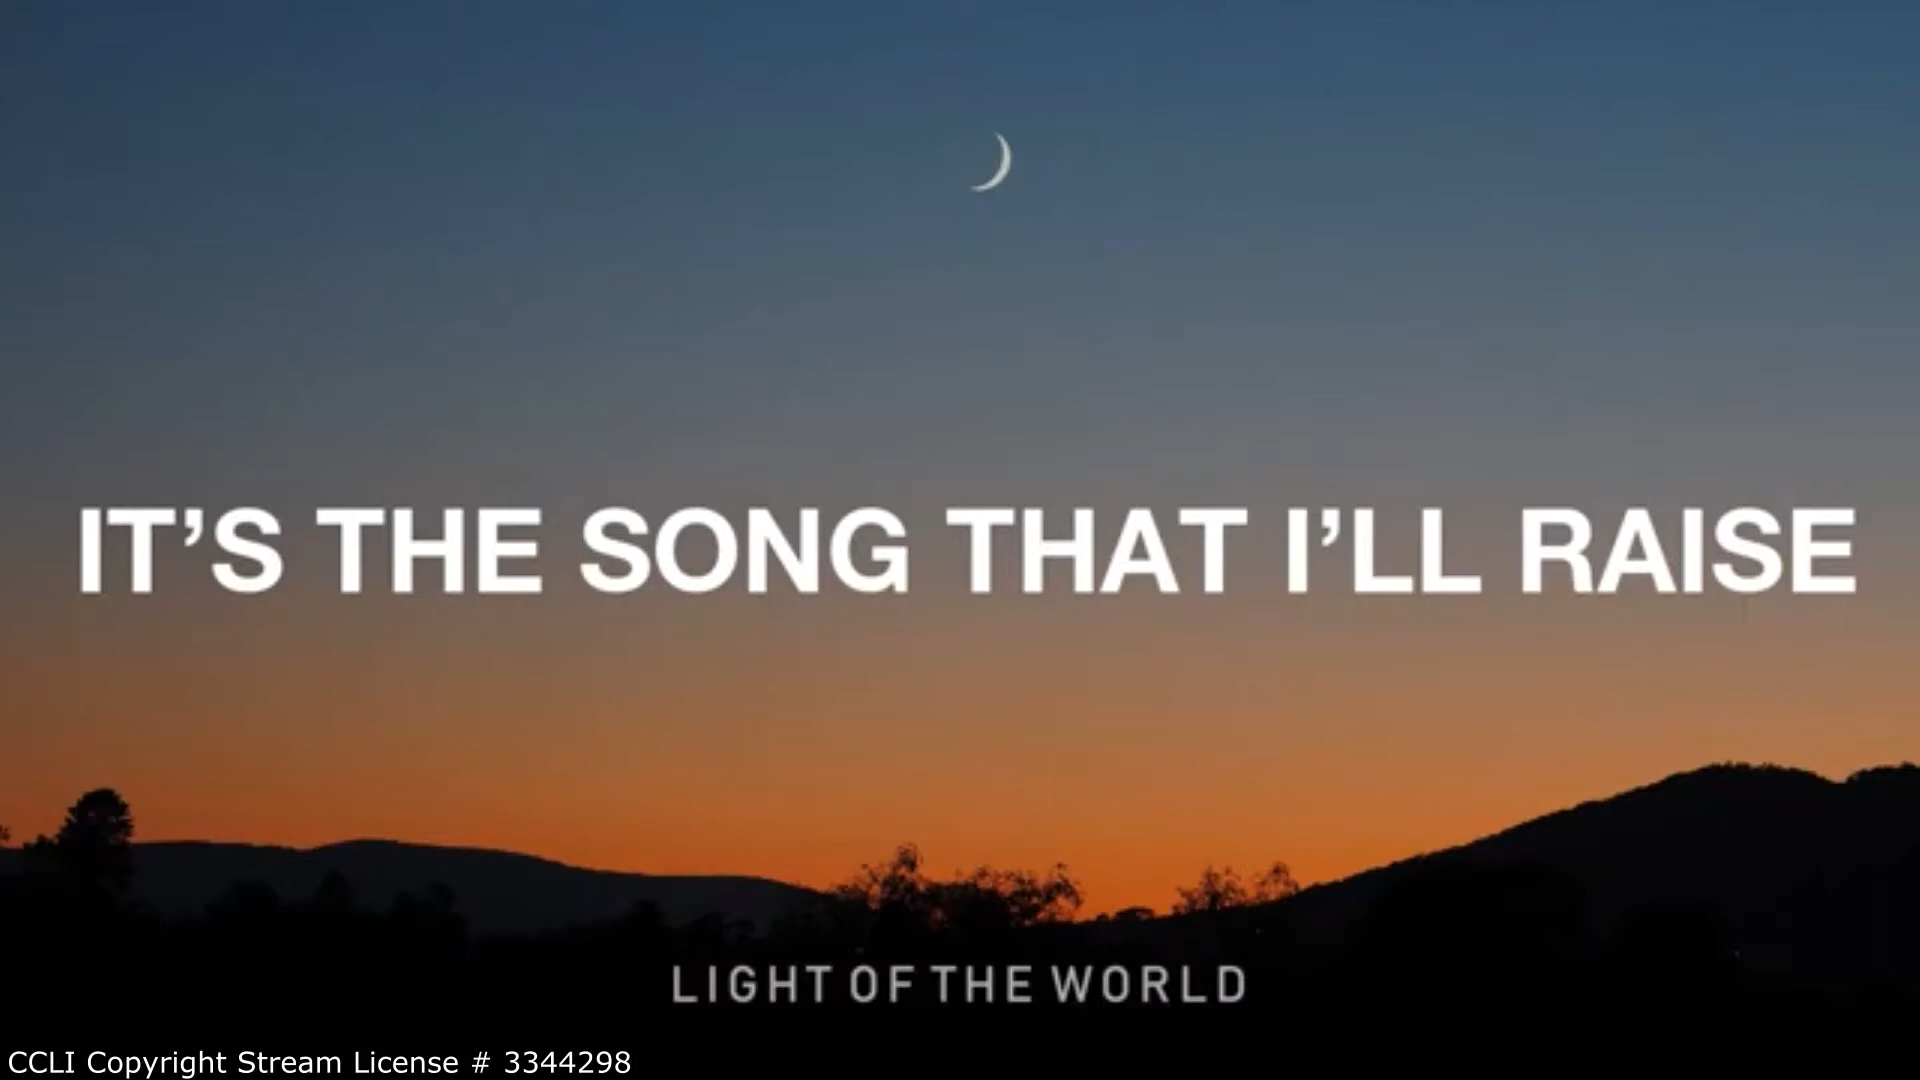 IT’S THE SONG THAT I’LL RAISE
LIGHT OF THE WORLD
CCLI Copyright Stream License # 3344298